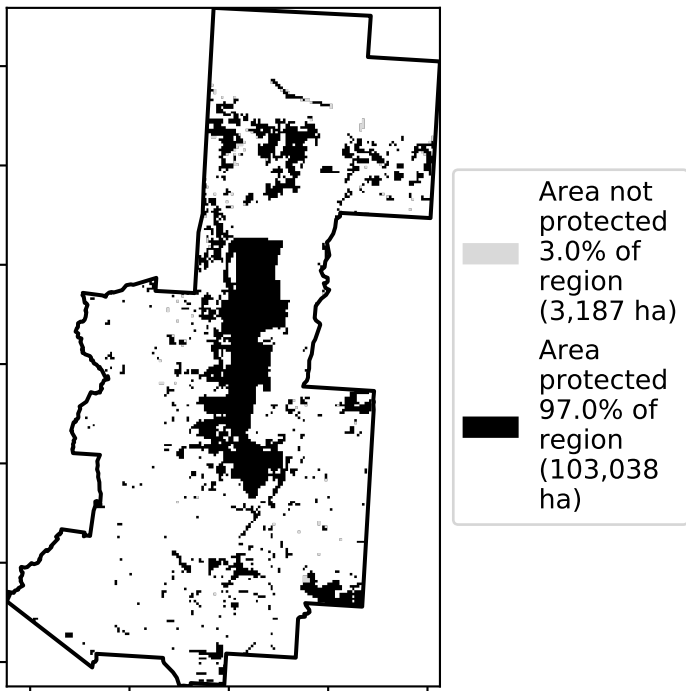 Area not
protected
3.0% of
region
(3,187 ha)
Area
protected
97.0% of
region
(103,038
ha)